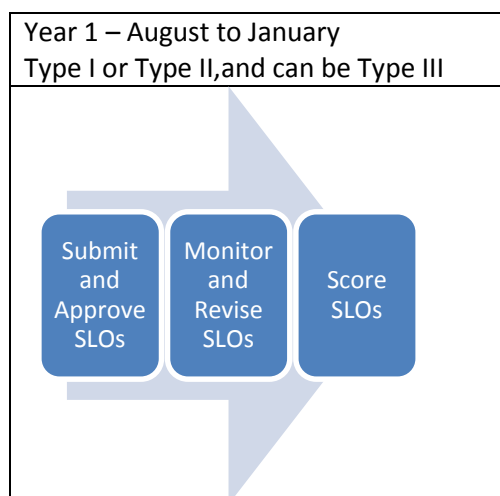 Year 1 – August to January
Type I or Type II,and can be Type III
Submit
and
Approve
SLOs
Monitor
and
Revise
SLOs
Score
SLOs